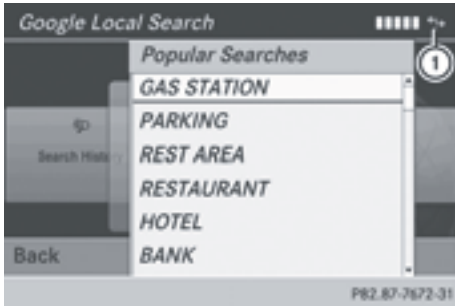 Google Local Search
Popular Searches
1
GAS STATION
PARKING
REST AREA
Search
RESTAURANT
HOTEL
Back
BANK
P82.87-7672-31